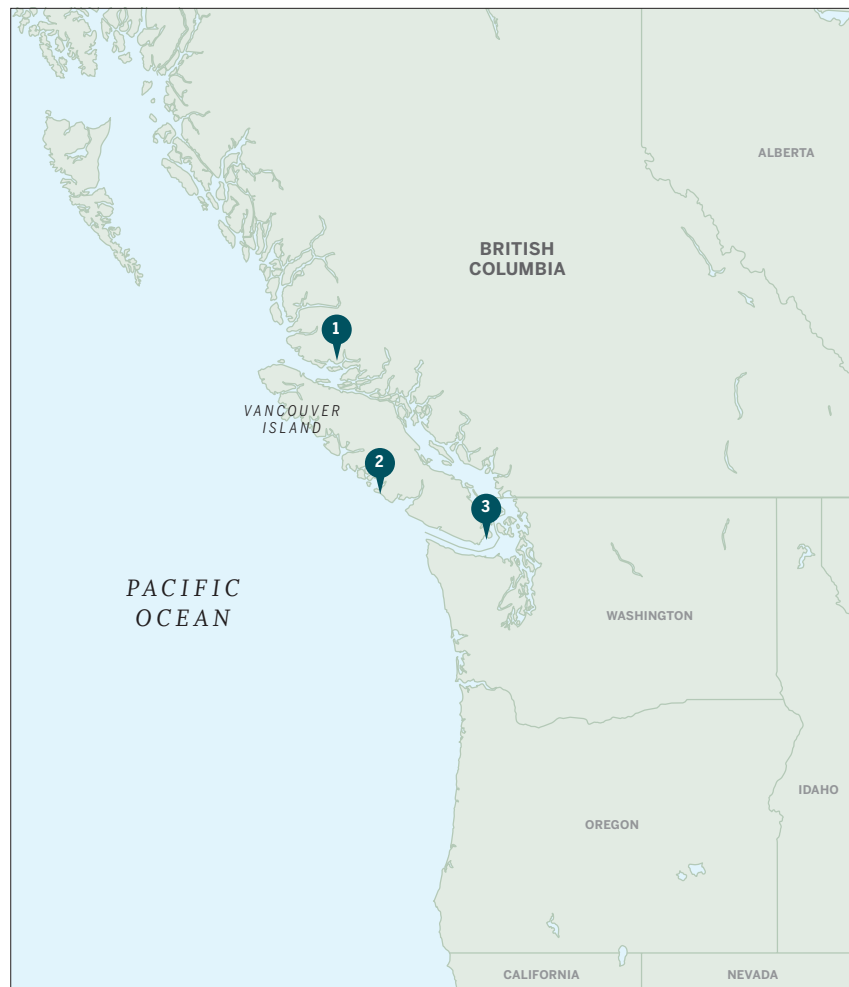 ALBERTA
BRITISH
COLUMBIA
1
VANCOUVER
ISLAND
2
3
PACIFIC
OCEAN
WASHINGTON
IDAHO
OREGON
CALIFORNIA
NEVADA